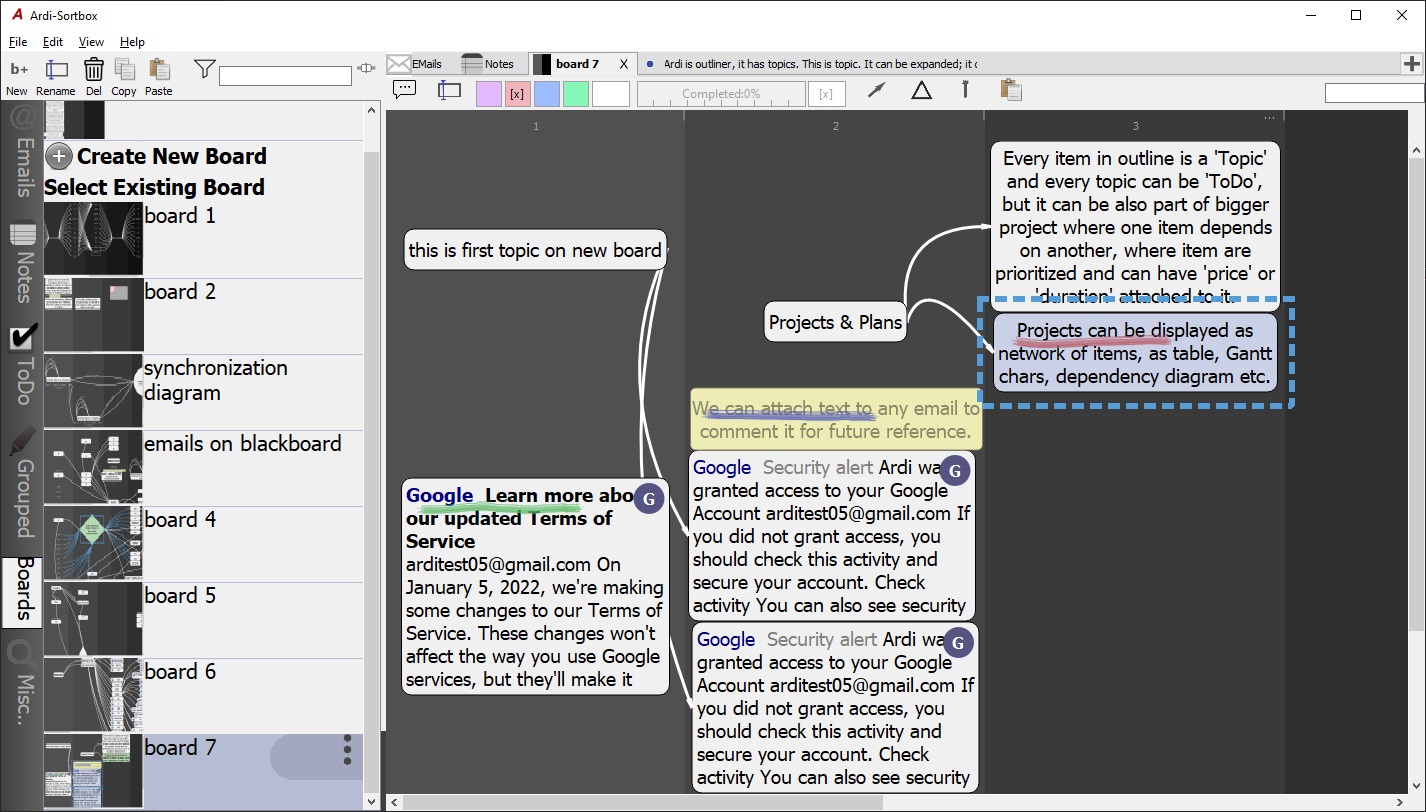 Ardi-Sortbox
File Edit View Help
b+
New Rename Del Copy Paste
Emails
Notes
ToDo
Grouped
Boards
Misc..
Create New Board
Select Existing Board
board 1
board 2
synchronization
diagram
emails on blackboard
board 4
board 5
board 6
board 7
EMails Notes board 7 X Ardi is outliner, it has topics. This is topic. It can be expanded; it c
[x] Completed:0% [x]
1 2 3
this is first topic on new board
Google Learn more abo
our updated Terms of
Service
arditest05@gmail.com On
January 5, 2022, we're making
some changes to our Terms of
Service. These changes won't
affect the way you use Google
services, but they'll make it
G
Projects & Plans
We can attach text to any email to
comment it for future reference.
Google Security alert Ardi wa
granted access to your Google
Account arditest05@gmail.com If
you did not grant access, you
should check this activity and
secure your account. Check
activity You can also see security
G
Google Security alert Ardi wa
granted access to your Google
Account arditest05@gmail.com If
you did not grant access, you
should check this activity and
secure your account. Check
activity You can also see security
G
Every item in outline is a 'Topic'
and every topic can be 'ToDo',
but it can be also part of bigger
project where one item depends
on another, where item are
prioritized and can have 'price' or
'duration' attached to it.
Projects can be displayed as
network of items, as table, Gantt
chars, dependency diagram etc.